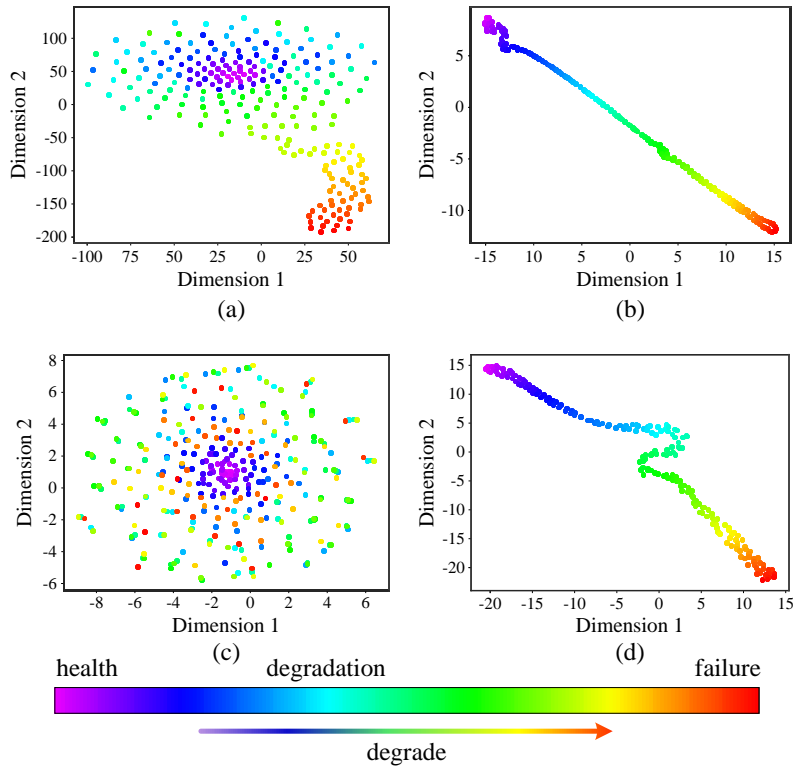 Dimension 2
100
50
0
-50
-100
-150
-200
-100 75 50 25 0 25 50
Dimension 1
(a)
Dimension 2
5
0
-5
-10
-15 10 5 0 5 10 15
Dimension 1
(b)
Dimension 2
8
6
4
2
0
-2
-4
-6
-8 -6 -4 -2 0 2 4 6
Dimension 1
(c)
Dimension 2
15
10
5
0
-5
-10
-15
-20
-20 -15 -10 -5 0 5 10 15
Dimension 1
(d)
health degradation failure
degrade